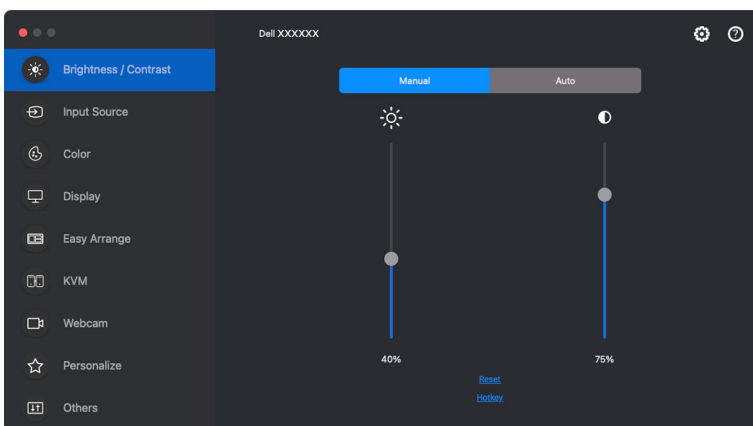 Dell XXXXXX
Brightness / Contrast
Input Source
Color
Display
Easy Arrange
KVM
Webcam
Personalize
Others
Manual
Auto
40%
75%
Reset
Hotkey